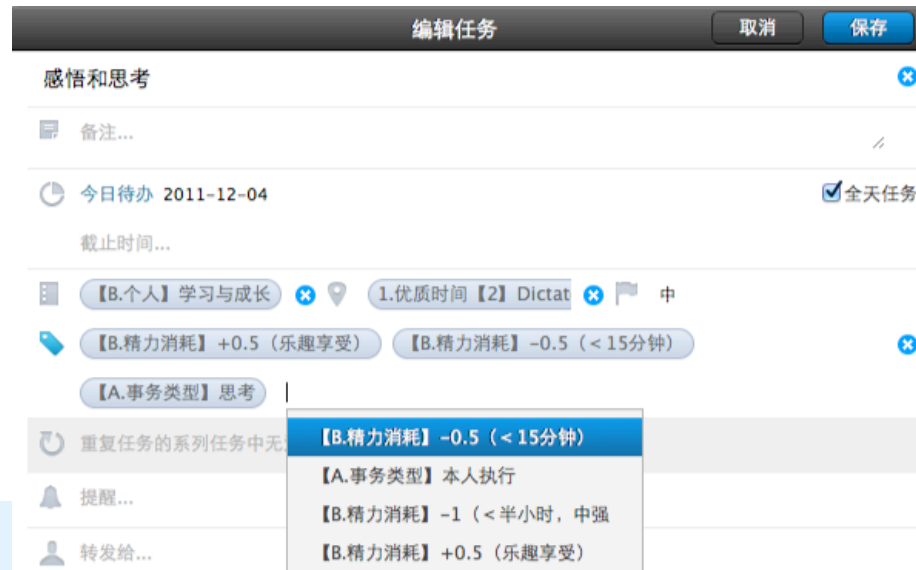 编辑任务 取消 保存
感悟和思考
备注...
今日待办 2011-12-04 全天任务
截止时间...
【B.个人】学习与成长 1.优质时间【2】Dictat 中
【B.精力消耗】+0.5（乐趣享受） 【B.精力消耗】-0.5（<15分钟）
【A.事务类型】思考
【B.精力消耗】-0.5（<15分钟）
重复任务的系列任务中无
【A.事务类型】本人执行
提醒...
【B.精力消耗】-1（<半小时，中强
转发给...
【B.精力消耗】+0.5（乐趣享受）